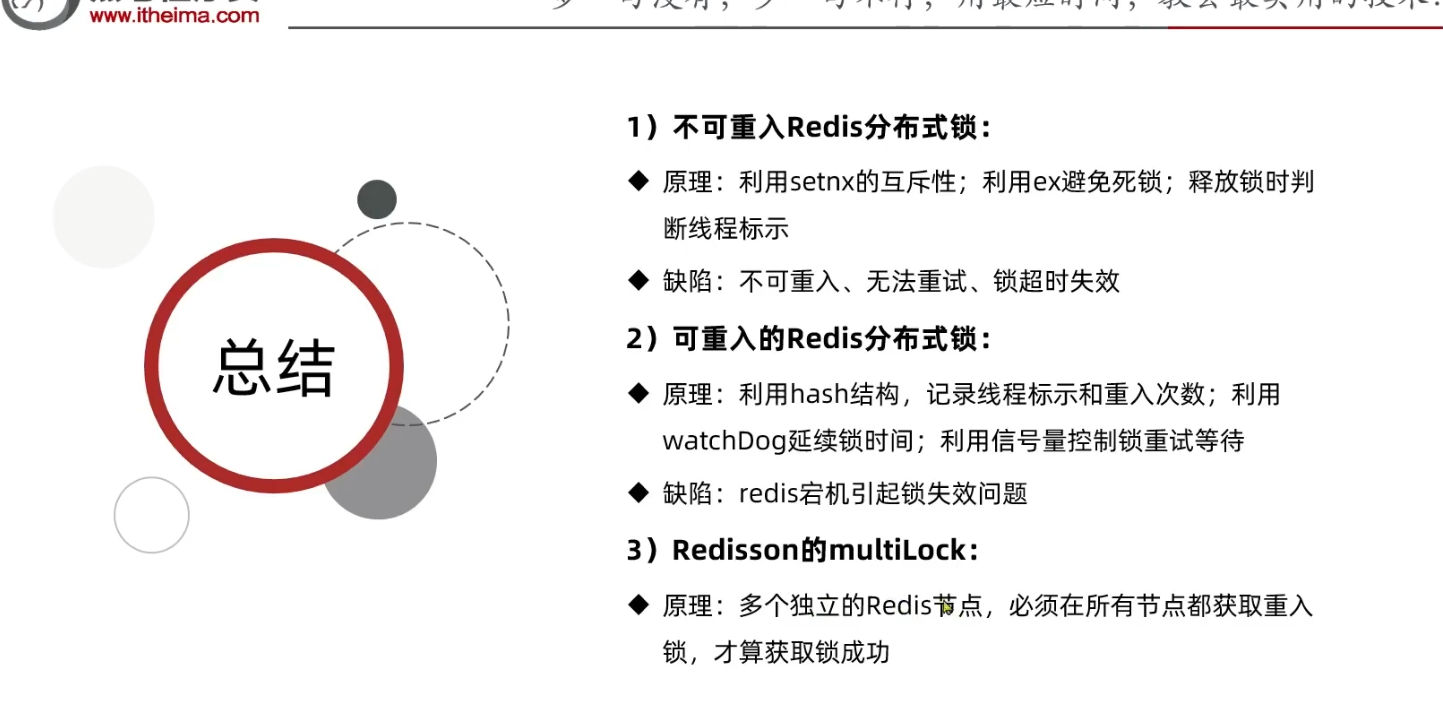 www.itheima.com
总结
1）不可重入Redis分布式锁：
◆ 原理：利用setnx的互斥性；利用ex避免死锁；释放锁时判
断线程标示
◆ 缺陷：不可重入、无法重试、锁超时失效
2）可重入的Redis分布式锁：
◆ 原理：利用hash结构，记录线程标示和重入次数；利用
watchDog延续锁时间；利用信号量控制锁重试等待
◆ 缺陷：redis宕机引起锁失效问题
3）Redisson的multiLock：
◆ 原理：多个独立的Redis节点，必须在所有节点都获取重入
锁，才算获取锁成功